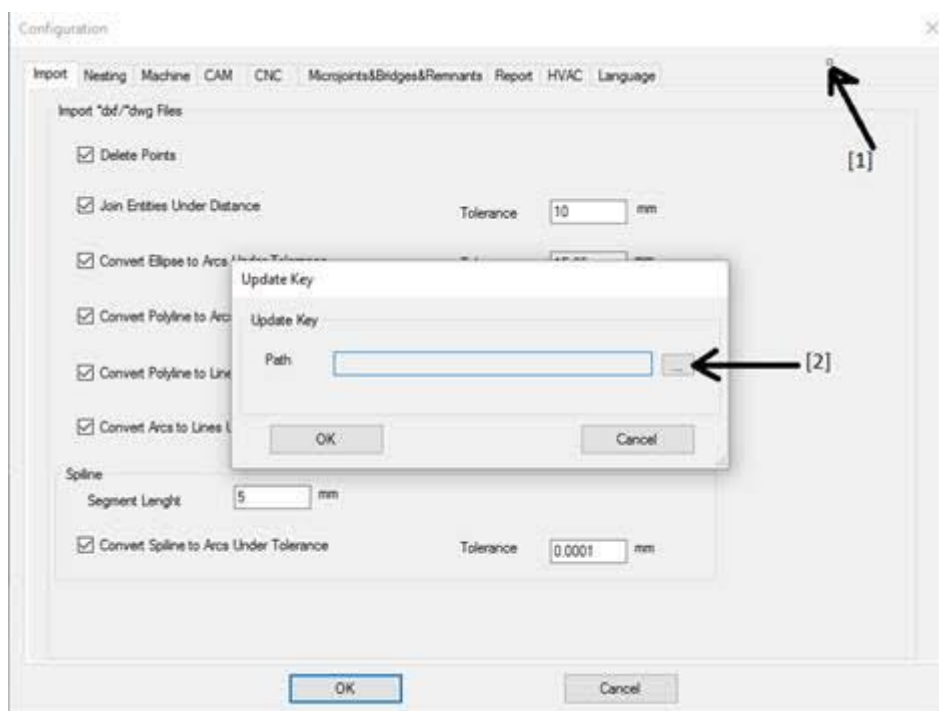 Configuration
Import Nesting Machine CAM CNC Microjoints&Bridges&Remnants Report HVAC Language
Import *dxf/*dwg Files
[1]
Delete Points
Join Entities Under Distance Tolerance 10 mm
Convert Ellipse to Arcs
Update Key
Convert Polyline to Arc
Update Key
Path ... [2]
Convert Polyline to Line
Convert Arcs to Lines
OK Cancel
Spiline
Segment Lenght 5 mm
Convert Spiline to Arcs Under Tolerance Tolerance 0.0001 mm
OK Cancel